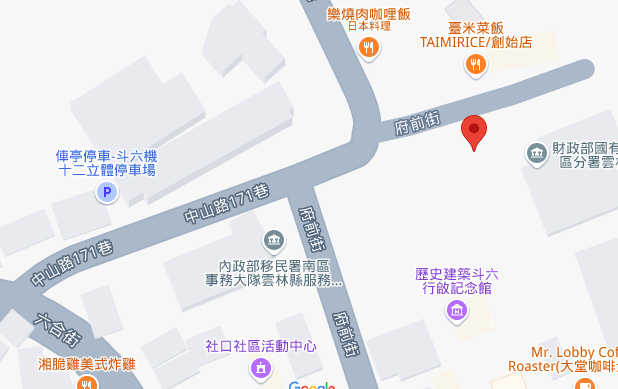 樂燒肉咖哩飯
日本料理
臺米菜飯
TAIMIRICE/創始店
府前街
財政部國有
區分署雲林
俥亭停車-斗六機
十二立體停車場
P
中山路171巷
府前街
中山路171巷
內政部移民署南區
事務大隊雲林縣服務...
歷史建築斗六
行啟記念館
六合街
府前街
社口社區活動中心
湘脆雞美式炸雞
Mr. Lobby Cof
Roaster(大堂咖啡
Google